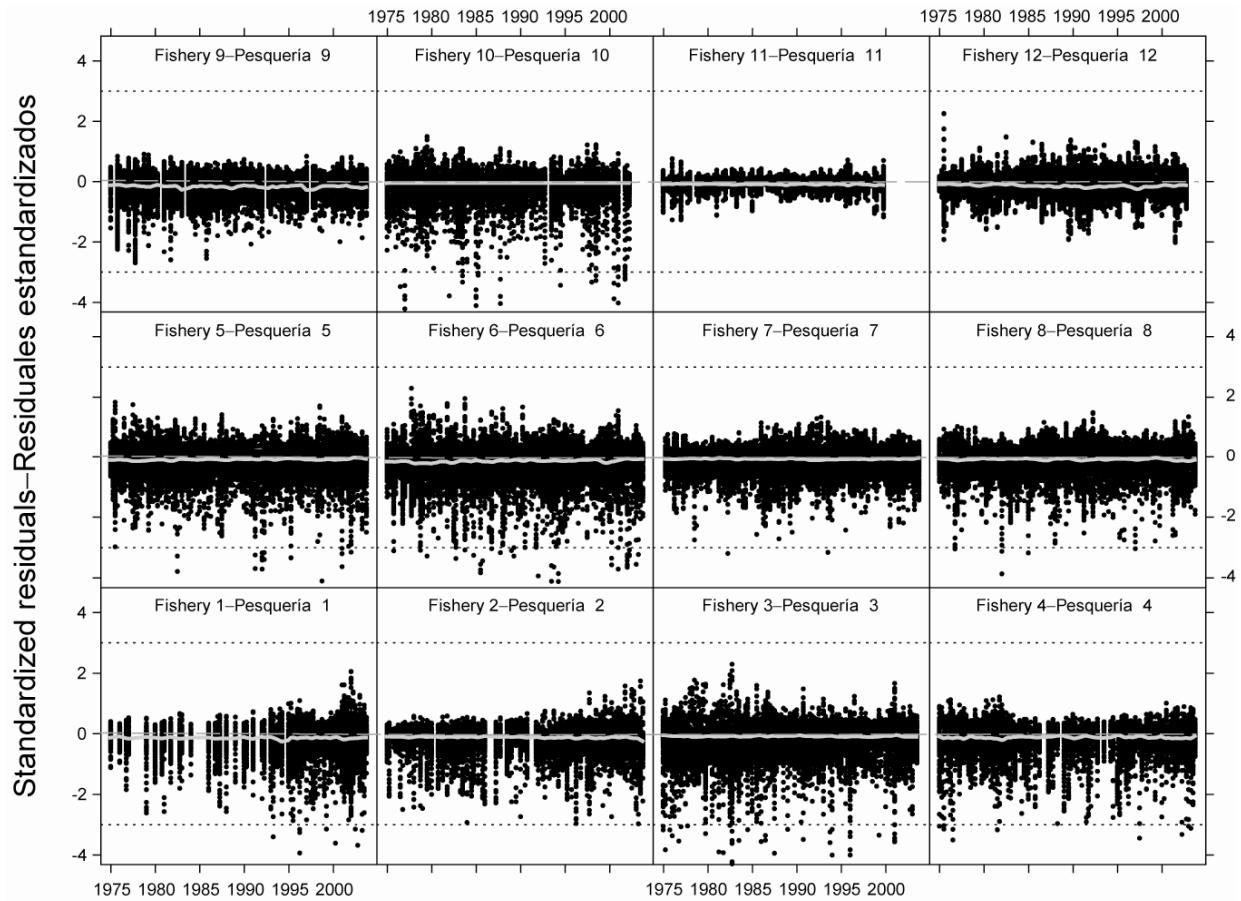 1975 1980 1985 1990 1995 2000 1975 1980 1985 1990 1995 2000
Standardized residuals–Residuales estandarizados
Fishery 9–Pesquería 9 Fishery 10–Pesquería 10 Fishery 11–Pesquería 11 Fishery 12–Pesquería 12
4
2
0
-2
-4
Fishery 5–Pesquería 5 Fishery 6–Pesquería 6 Fishery 7–Pesquería 7 Fishery 8–Pesquería 8
4
2
0
-2
-4
Fishery 1–Pesquería 1 Fishery 2–Pesquería 2 Fishery 3–Pesquería 3 Fishery 4–Pesquería 4
4
2
0
-2
-4
1975 1980 1985 1990 1995 2000 1975 1980 1985 1990 1995 2000